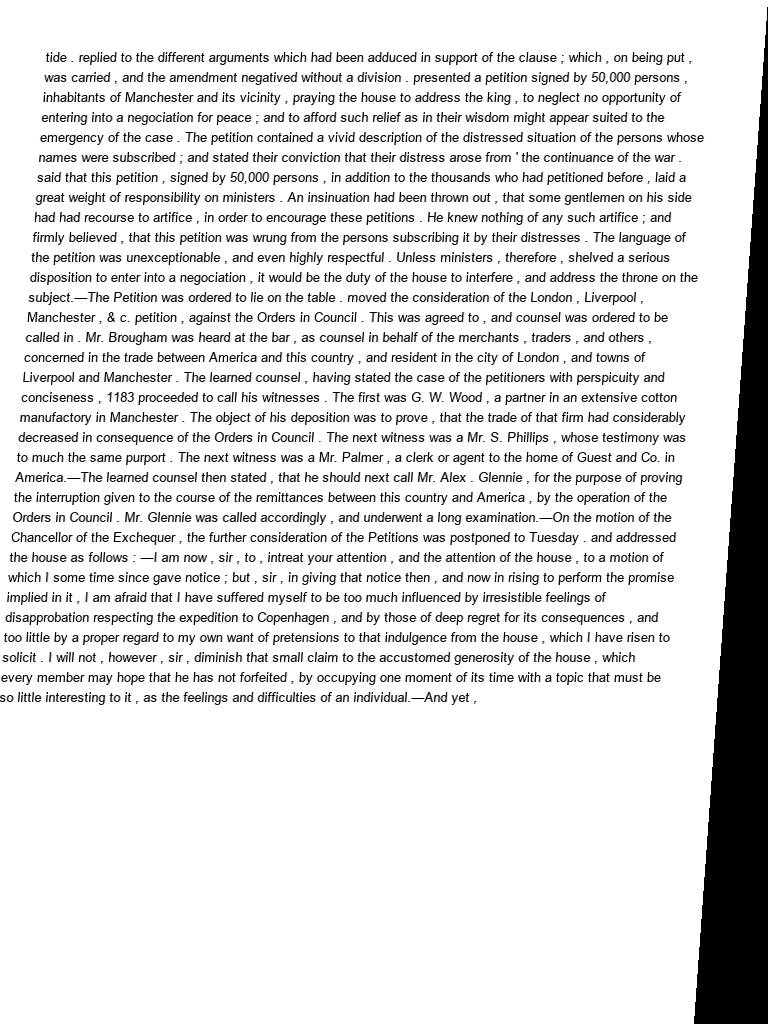 tide . replied to the different arguments which had been adduced in support of the clause ; which , on being put ,
was carried , and the amendment negatived without a division . presented a petition signed by 50,000 persons ,
inhabitants of Manchester and its vicinity , praying the house to address the king , to neglect no opportunity of
entering into a negociation for peace ; and to afford such relief as in their wisdom might appear suited to the
emergency of the case . The petition contained a vivid description of the distressed situation of the persons whose
names were subscribed ; and stated their conviction that their distress arose from ' the continuance of the war .
said that this petition , signed by 50,000 persons , in addition to the thousands who had petitioned before , laid a
great weight of responsibility on ministers . An insinuation had been thrown out , that some gentlemen on his side
had had recourse to artifice , in order to encourage these petitions . He knew nothing of any such artifice ; and
firmly believed , that this petition was wrung from the persons subscribing it by their distresses . The language of
the petition was unexceptionable , and even highly respectful . Unless ministers , therefore , shelved a serious
disposition to enter into a negociation , it would be the duty of the house to interfere , and address the throne on the
subject.—The Petition was ordered to lie on the table . moved the consideration of the London , Liverpool ,
Manchester , & c. petition , against the Orders in Council . This was agreed to , and counsel was ordered to be
called in . Mr. Brougham was heard at the bar , as counsel in behalf of the merchants , traders , and others ,
concerned in the trade between America and this country , and resident in the city of London , and towns of
Liverpool and Manchester . The learned counsel , having stated the case of the petitioners with perspicuity and
conciseness , 1183 proceeded to call his witnesses . The first was G. W. Wood , a partner in an extensive cotton
manufactory in Manchester . The object of his deposition was to prove , that the trade of that firm had considerably
decreased in consequence of the Orders in Council . The next witness was a Mr. S. Phillips , whose testimony was
to much the same purport . The next witness was a Mr. Palmer , a clerk or agent to the home of Guest and Co. in
America.—The learned counsel then stated , that he should next call Mr. Alex . Glennie , for the purpose of proving
the interruption given to the course of the remittances between this country and America , by the operation of the
Orders in Council . Mr. Glennie was called accordingly , and underwent a long examination.—On the motion of the
Chancellor of the Exchequer , the further consideration of the Petitions was postponed to Tuesday . and addressed
the house as follows : —I am now , sir , to , intreat your attention , and the attention of the house , to a motion of
which I some time since gave notice ; but , sir , in giving that notice then , and now in rising to perform the promise
implied in it , I am afraid that I have suffered myself to be too much influenced by irresistible feelings of
disapprobation respecting the expedition to Copenhagen , and by those of deep regret for its consequences , and
too little by a proper regard to my own want of pretensions to that indulgence from the house , which I have risen to
solicit . I will not , however , sir , diminish that small claim to the accustomed generosity of the house , which
every member may hope that he has not forfeited , by occupying one moment of its time with a topic that must be
so little interesting to it , as the feelings and difficulties of an individual.—And yet ,